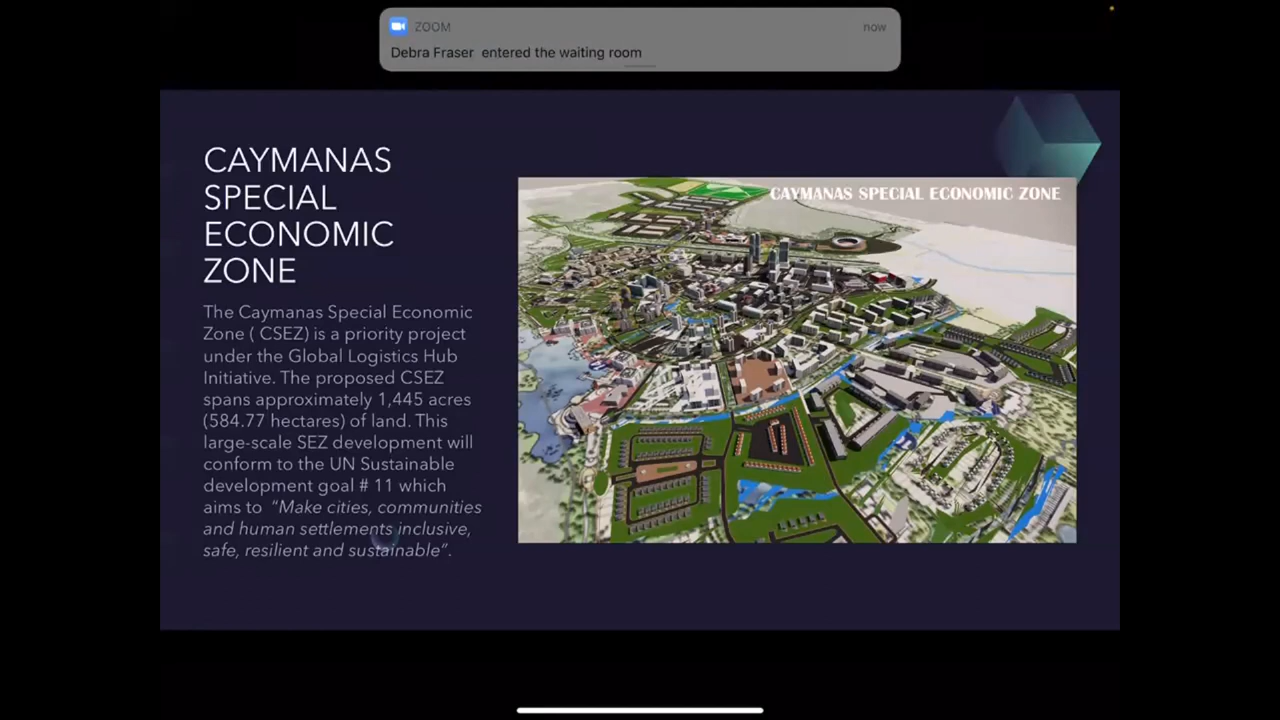 ZOOM
now
Debra Fraser entered the waiting room
CAYMANAS
SPECIAL
ECONOMIC
ZONE
The Caymanas Special Economic
Zone ( CSEZ) is a priority project
under the Global Logistics Hub
Initiative. The proposed CSEZ
spans approximately 1,445 acres
(584.77 hectares) of land. This
large-scale SEZ development will
conform to the UN Sustainable
development goal # 11 which
aims to "Make cities, communities
and human settlements inclusive,
safe, resilient and sustainable".
CAYMANAS SPECIAL ECONOMIC ZONE